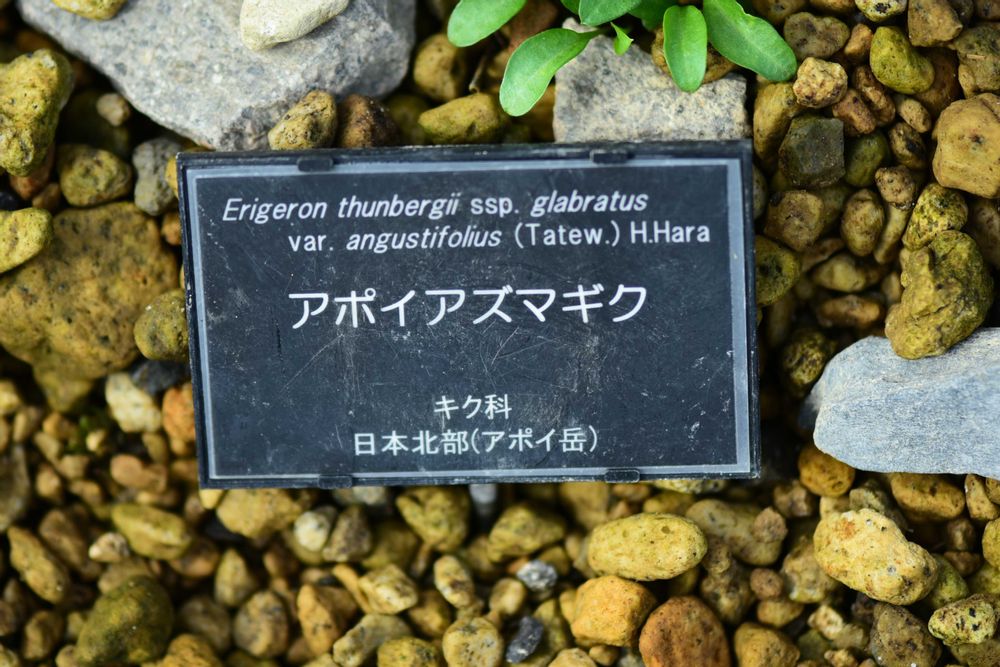 Erigeron thunbergii ssp. glabratus
var. angustifolius (Tatew.) H.Hara
アポイアズマギク
キク科
日本北部(アポイ岳)